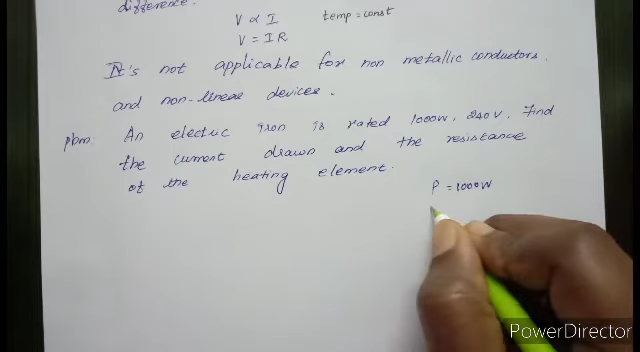 difference.
V ∝ I temp = const
V = I R
It's not applicable for non metallic conductors.
and non-linear devices.
pbm: An electric iron is rated 1000W, 240V. Find
the current drawn and the resistance
of the heating element.
P = 1000W
PowerDirector